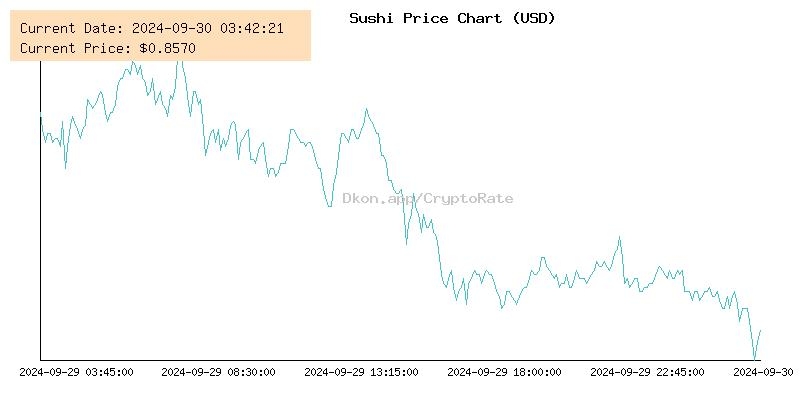 Sushi Price Chart (USD)
Current Date: 2024-09-30 03:42:21
Current Price: $0.8570
Dkon.app/CryptoRate
2024-09-29 03:45:00 2024-09-29 08:30:00 2024-09-29 13:15:00 2024-09-29 18:00:00 2024-09-29 22:45:00 2024-09-30